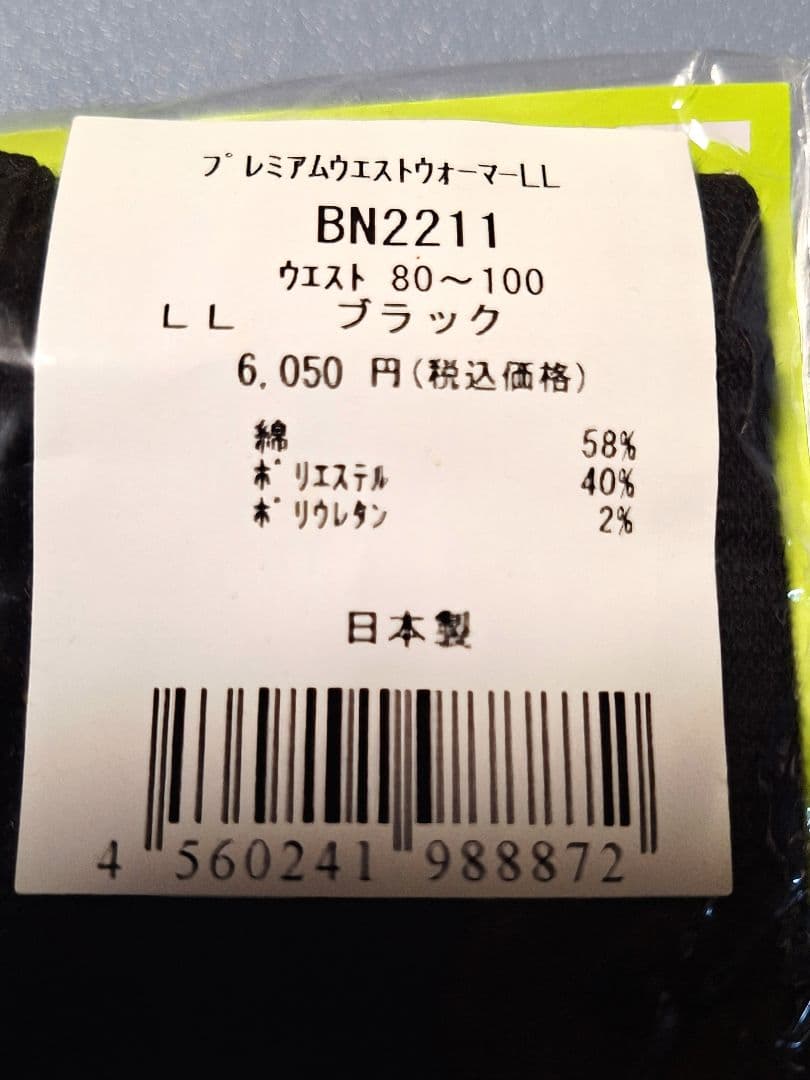 プレミアムウエストウォーマーLL
BN2211
ウエスト 80～100
LL ブラック
6,050 円(税込価格)
綿 58%
ポリエステル 40%
ポリウレタン 2%
日本製
4 560241 988872